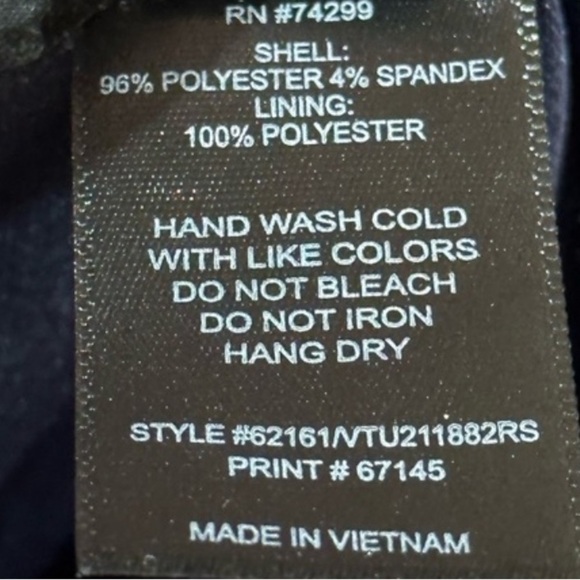 RN #74299
SHELL:
96% POLYESTER 4% SPANDEX
LINING:
100% POLYESTER
HAND WASH COLD
WITH LIKE COLORS
DO NOT BLEACH
DO NOT IRON
HANG DRY
STYLE #62161/VTU211882RS
PRINT # 67145
MADE IN VIETNAM